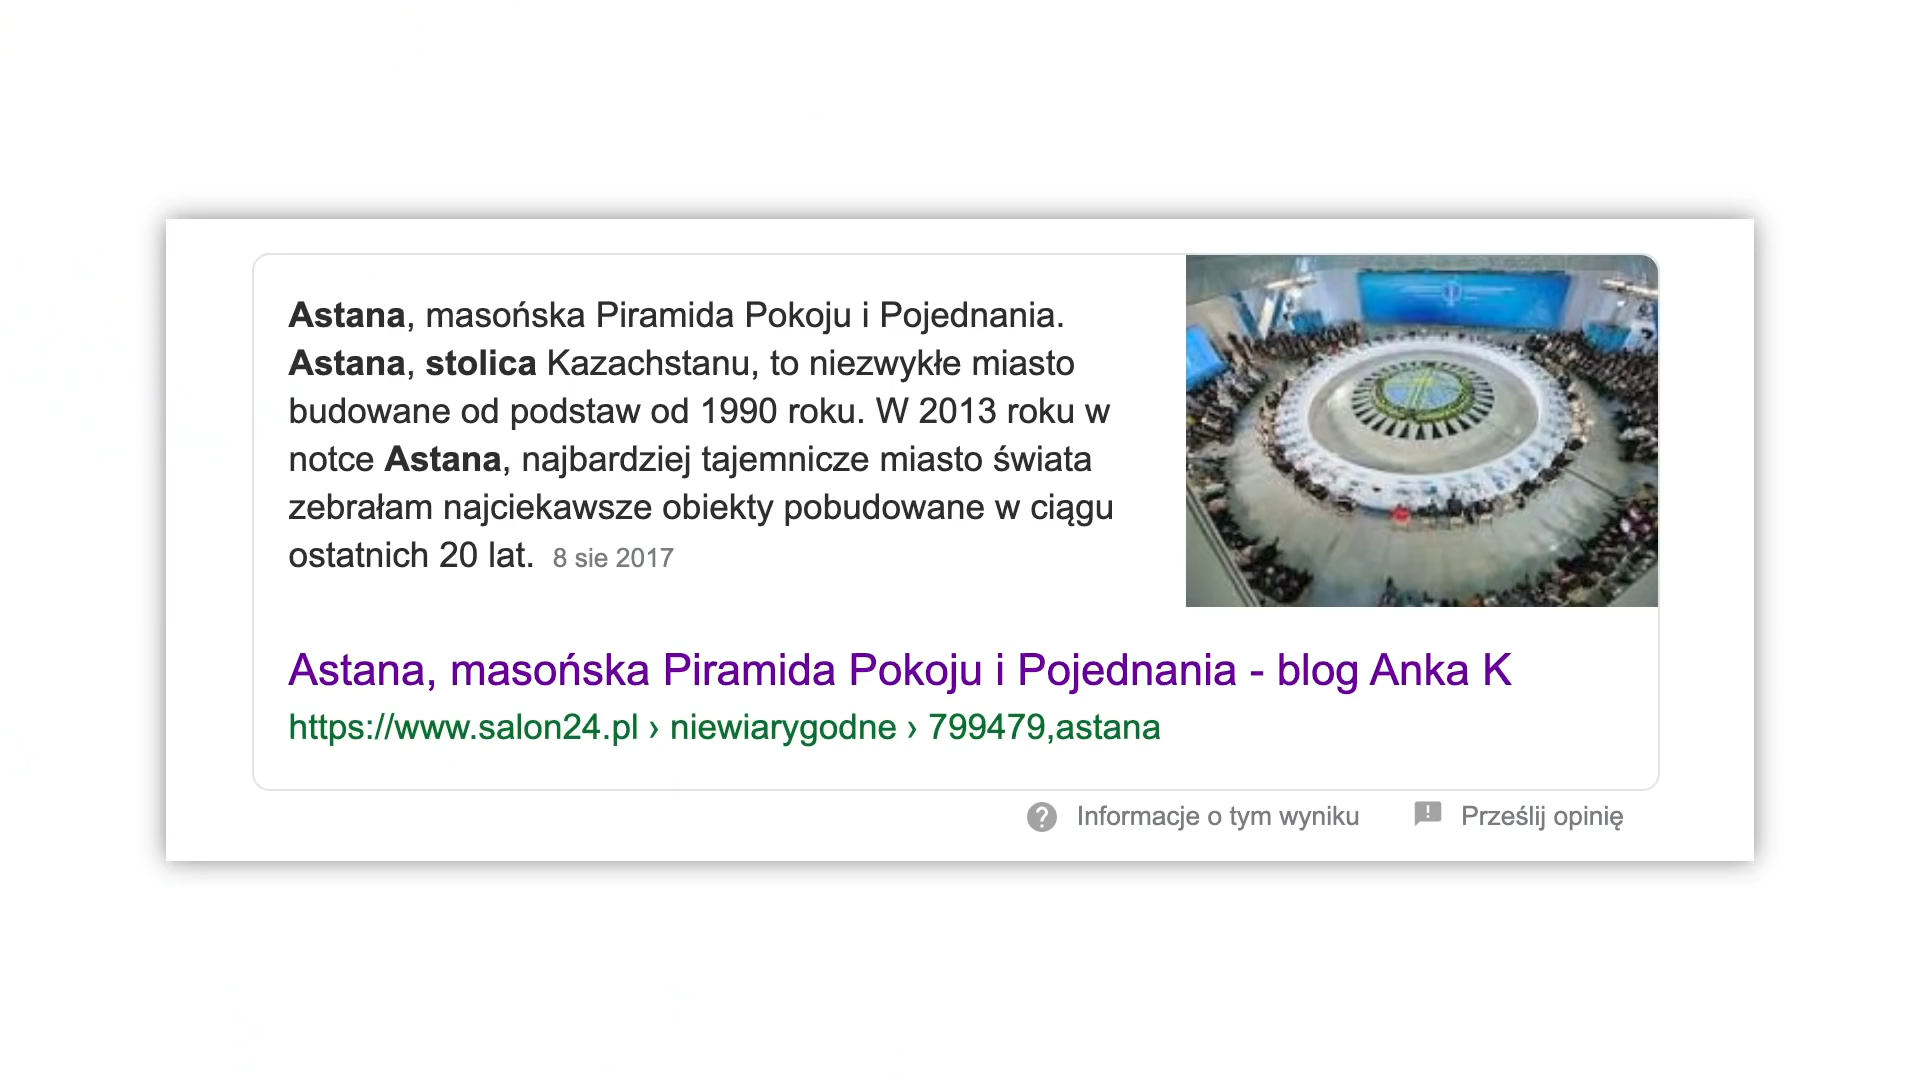 Astana, masońska Piramida Pokoju i Pojednania.
Astana, stolica Kazachstanu, to niezwykłe miasto
budowane od podstaw od 1990 roku. W 2013 roku w
notce Astana, najbardziej tajemnicze miasto świata
zebrałam najciekawsze obiekty pobudowane w ciągu
ostatnich 20 lat. 8 sie 2017
Astana, masońska Piramida Pokoju i Pojednania - blog Anka K
https://www.salon24.pl › niewiarygodne › 799479,astana
Informacje o tym wyniku
Prześlij opinię